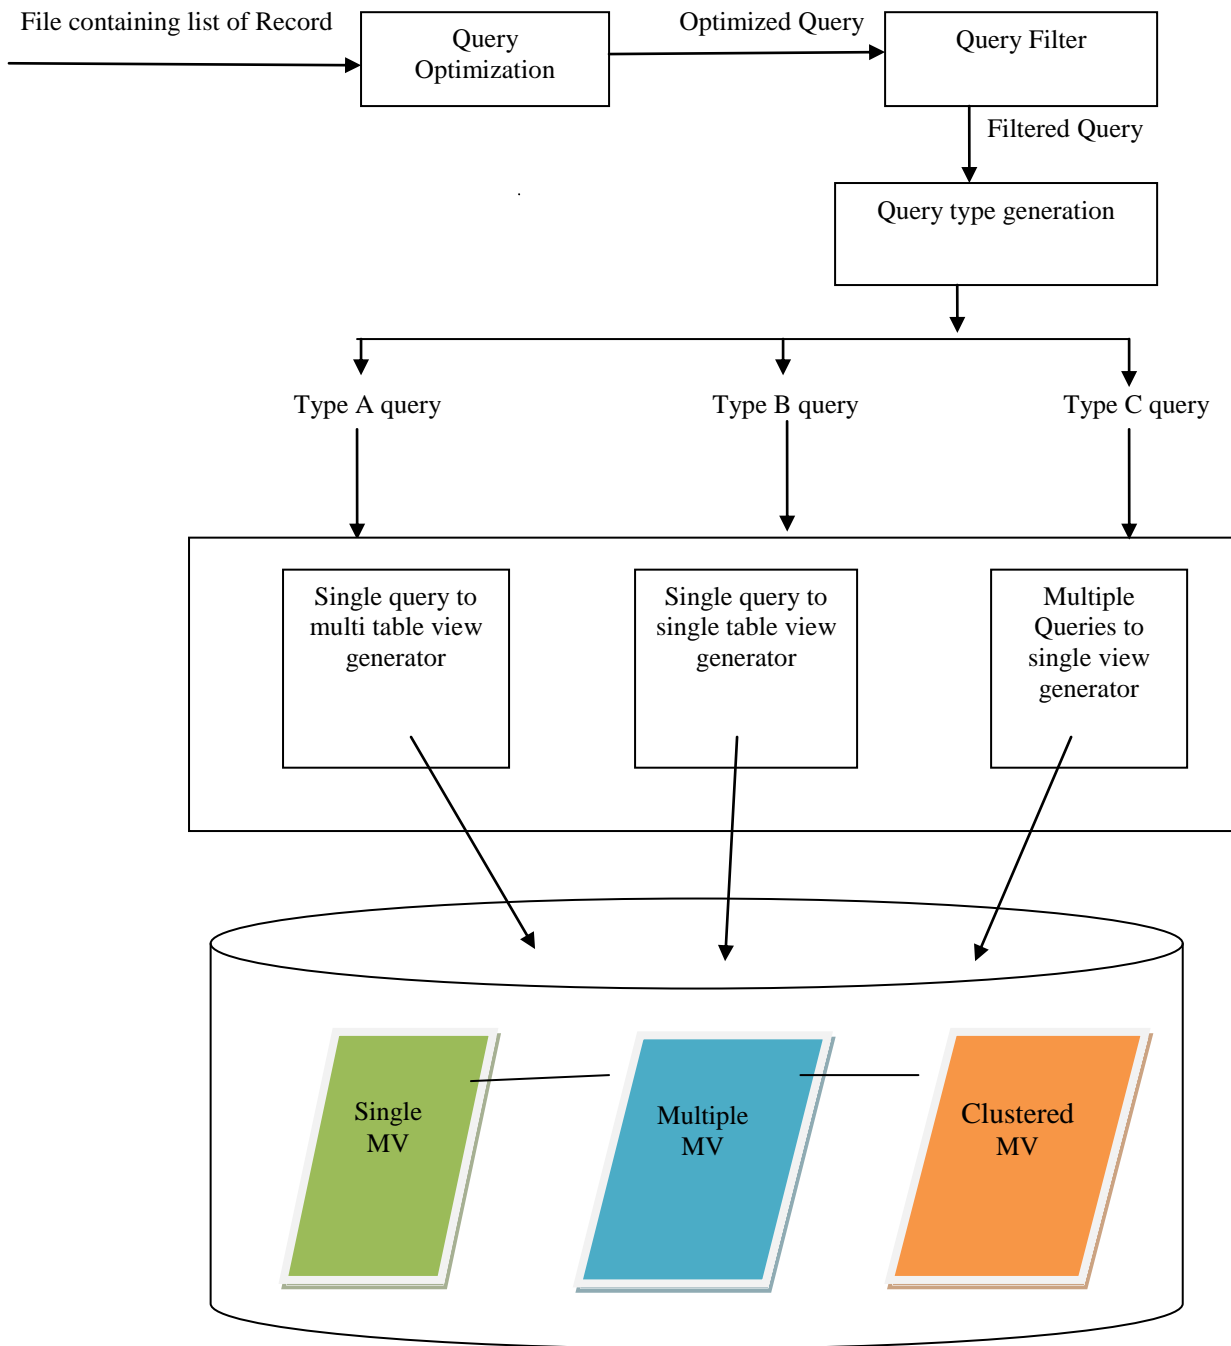 File containing list of Record
Query
Optimization
Optimized Query
Query Filter
Filtered Query
Query type generation
Type A query
Type B query
Type C query
Single query to
multi table view
generator
Single query to
single table view
generator
Multiple
Queries to
single view
generator
Single
MV
Multiple
MV
Clustered
MV